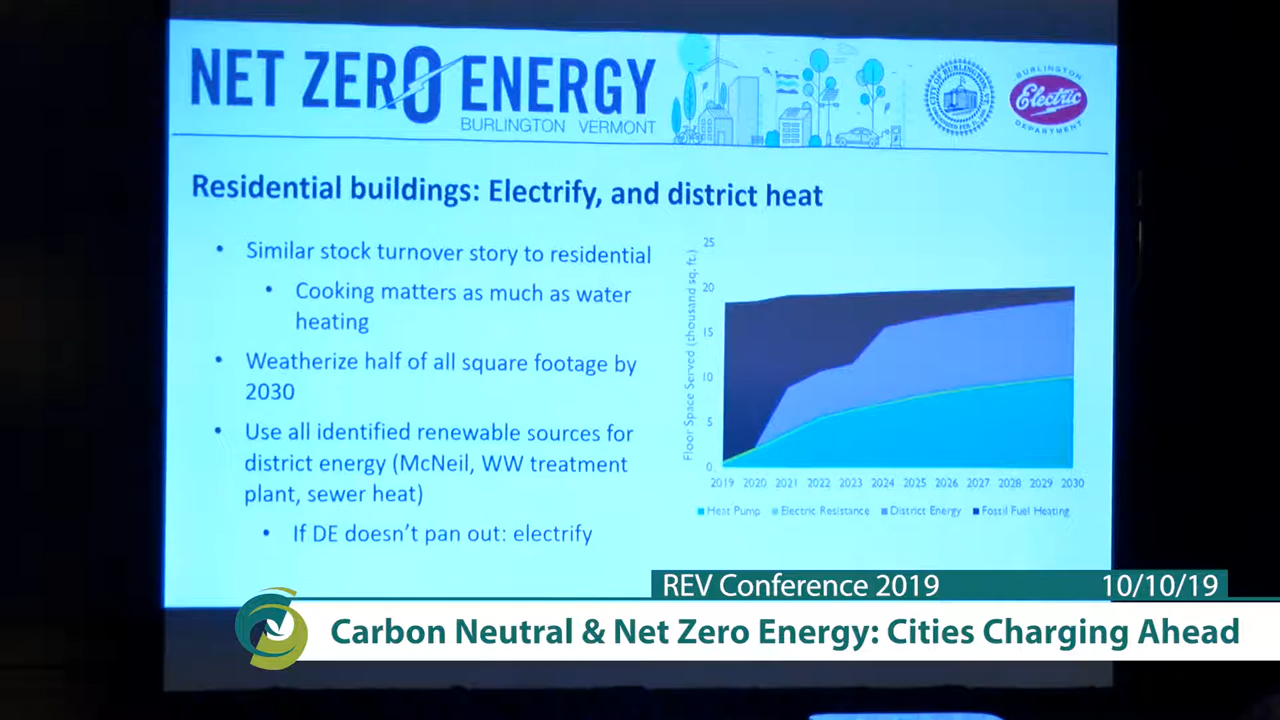 NET ZERO ENERGY
BURLINGTON VERMONT
CITY OF BURLINGTON, VT.
BURLINGTON
Electric
DEPARTMENT
Residential buildings: Electrify, and district heat
• Similar stock turnover story to residential
• Cooking matters as much as water
heating
• Weatherize half of all square footage by
2030
• Use all identified renewable sources for
district energy (McNeil, WW treatment
plant, sewer heat)
• If DE doesn't pan out: electrify
Floor Space Served (thousand sq. ft.)
25
20
15
10
5
0
2019 2020 2021 2022 2023 2024 2025 2026 2027 2028 2029 2030
Heat Pump Electric Resistance District Energy Fossil Fuel Heating
REV Conference 2019 10/10/19
Carbon Neutral & Net Zero Energy: Cities Charging Ahead